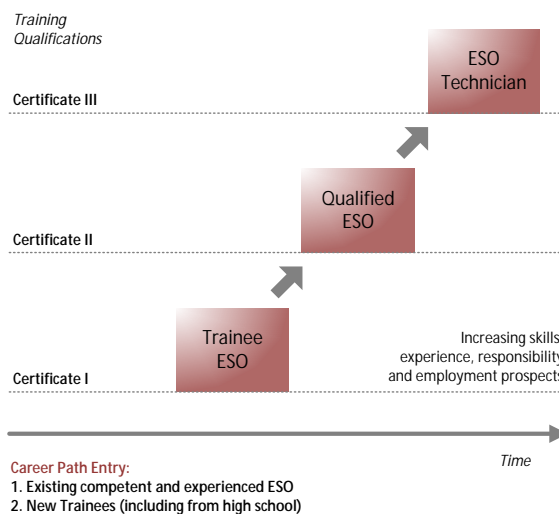 Training
Qualifications
ESO
Technician
Certificate III
Qualified
ESO
Certificate II
Trainee
ESO
Increasing skills
experience, responsibility
and employment prospects
Certificate I
Time
Career Path Entry:
1. Existing competent and experienced ESO
2. New Trainees (including from high school)